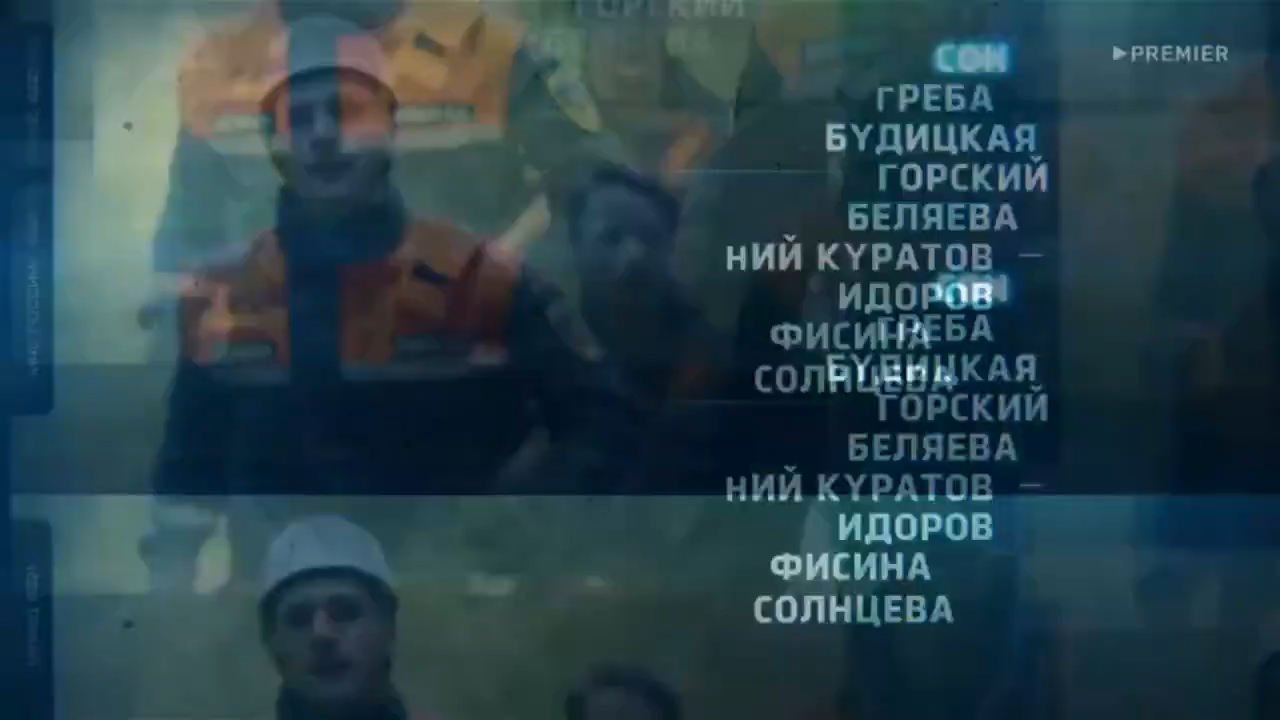 ГОРСКИЙ
▶PREMIER
СОН
ГРЕБА
БУДИЦКАЯ
ГОРСКИЙ
БЕЛЯЕВА
НИЙ КУРАТОВ —
ИДОРОВ
СОН
ФИСИНА
ГРЕБА
БУДИЦКАЯ
СОЛНЦЕВА
ГОРСКИЙ
БЕЛЯЕВА
НИЙ КУРАТОВ —
ИДОРОВ
ФИСИНА
СОЛНЦЕВА